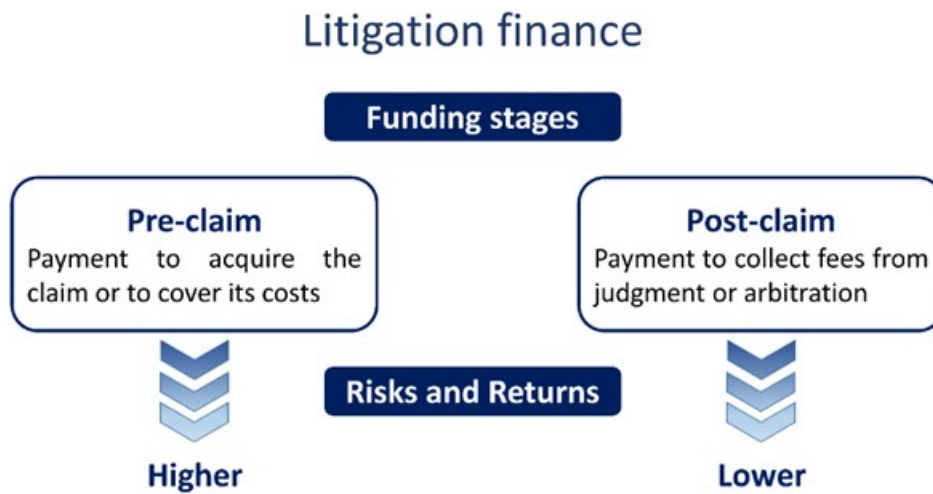 Litigation finance
Funding stages
Pre-claim
Payment to acquire the
claim or to cover its costs
Post-claim
Payment to collect fees from
judgment or arbitration
Risks and Returns
Higher
Lower